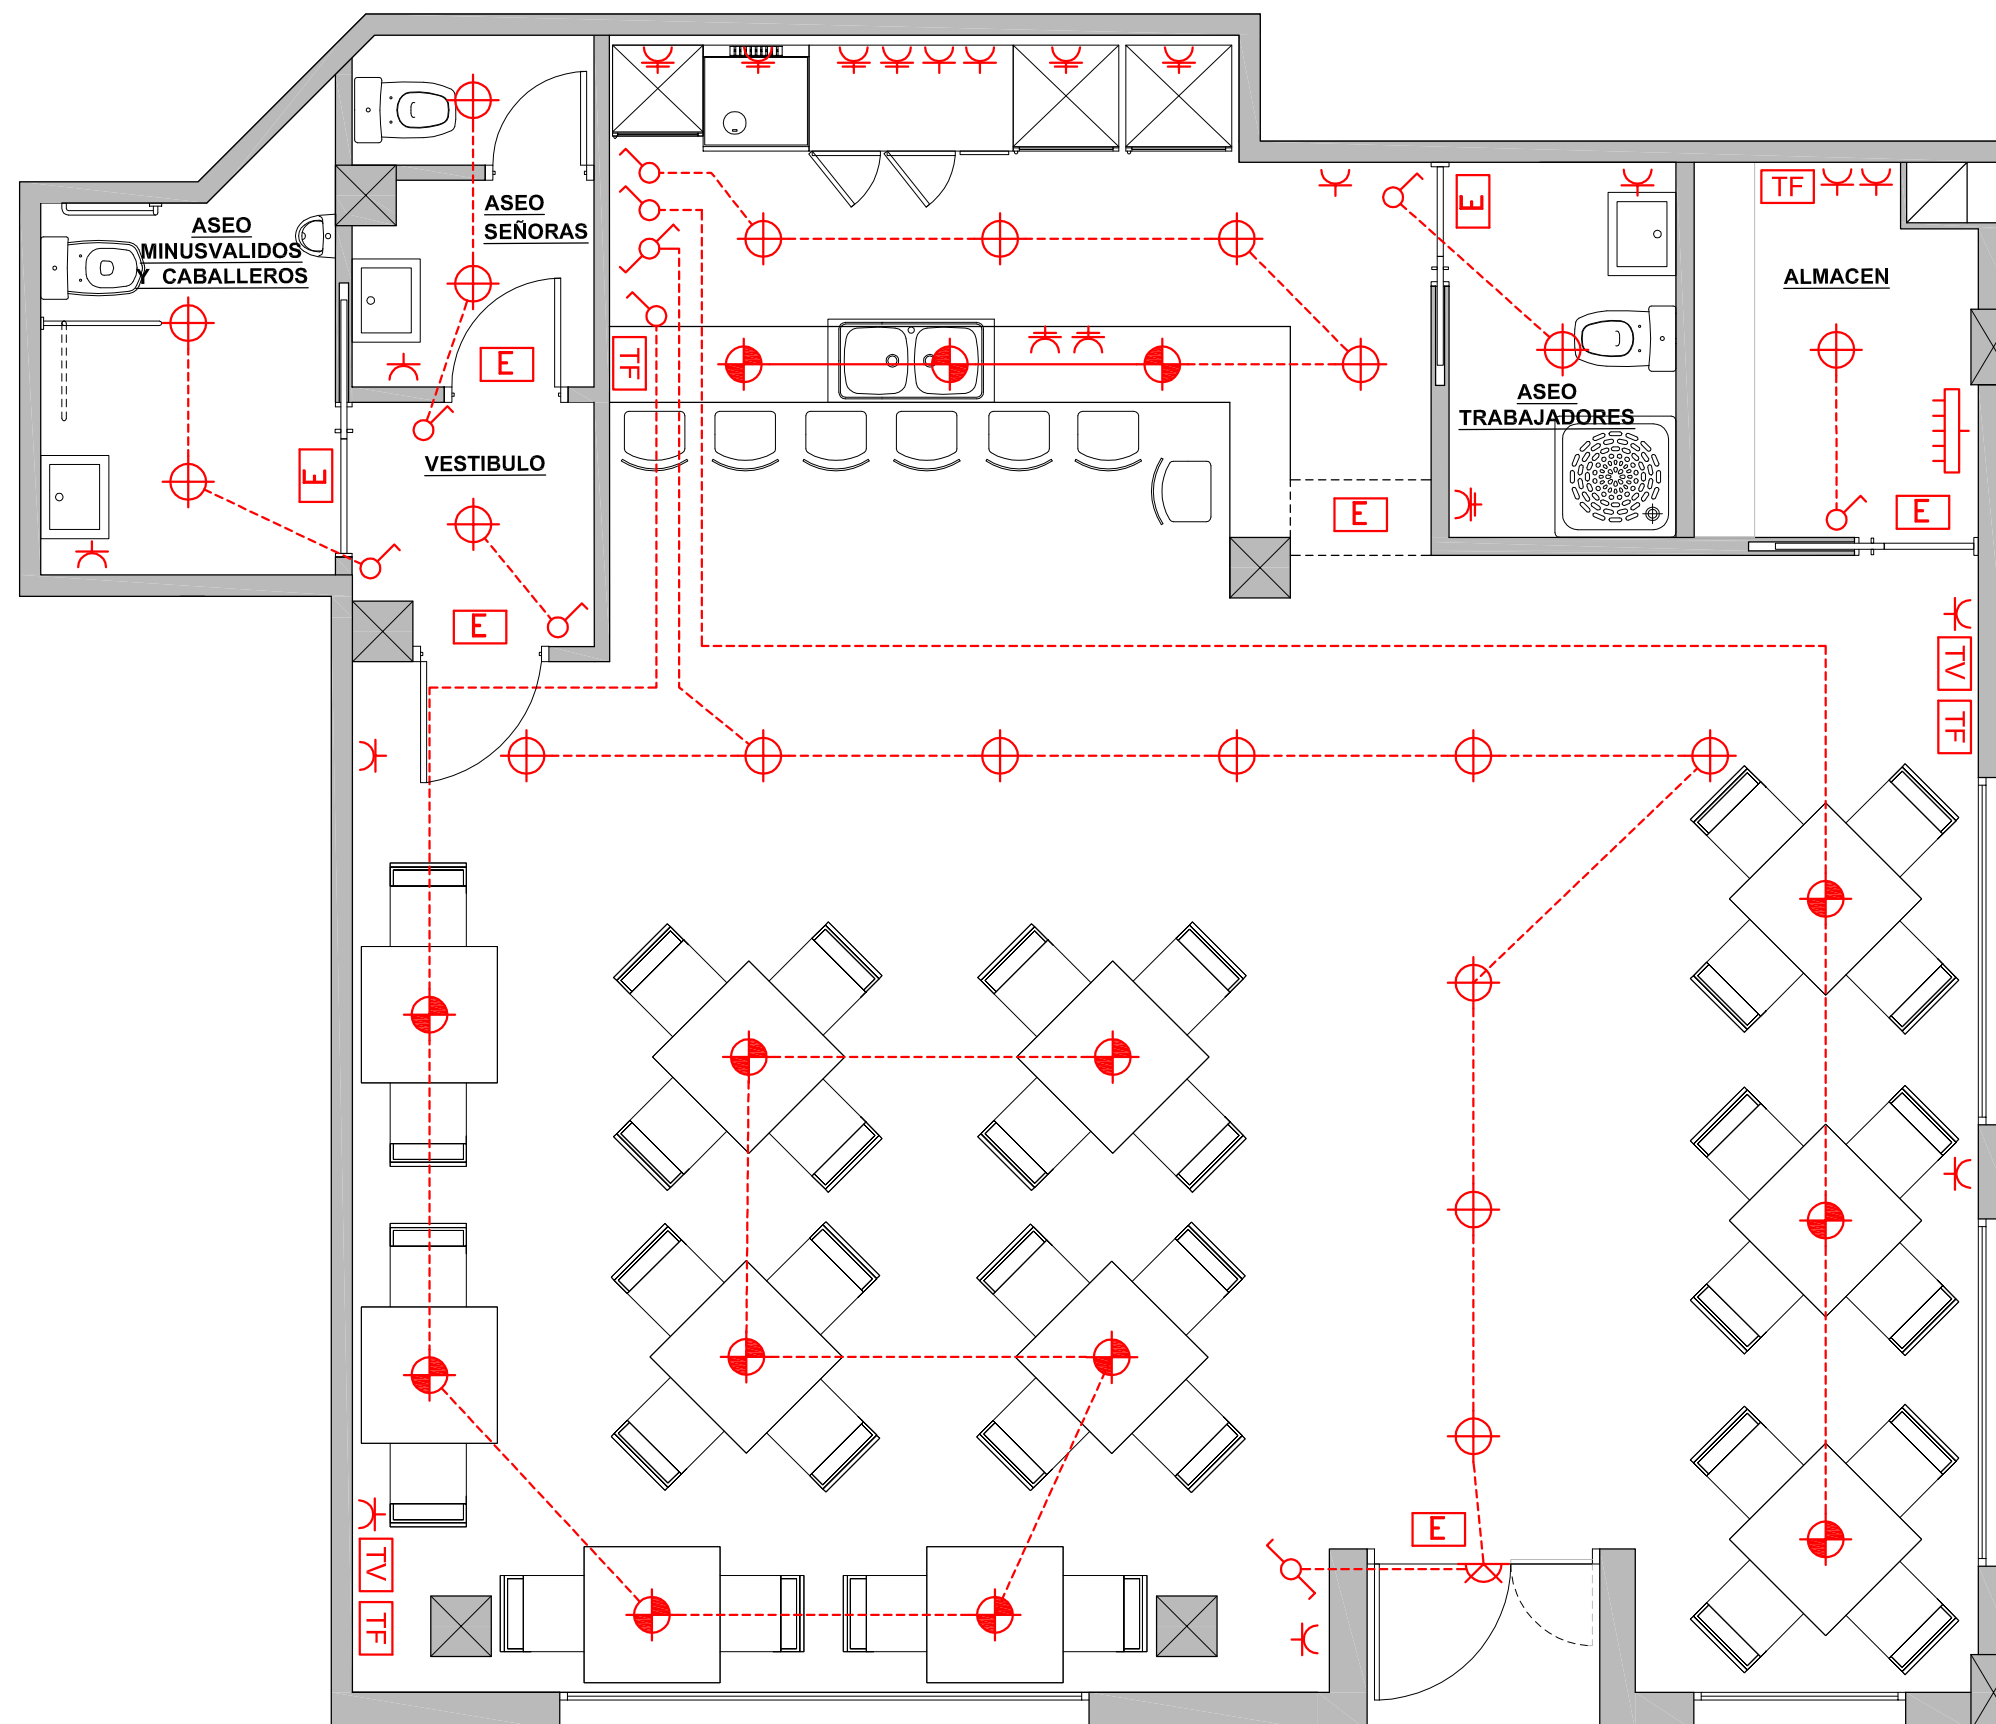 ASEO
MINUSVALIDOS
Y CABALLEROS
ASEO
SEÑORAS
E
TF
ALMACEN
TF
E
ASEO
TRABAJADORES
E
VESTIBULO
E
E
E
E
TV
TF
E
TV
TF